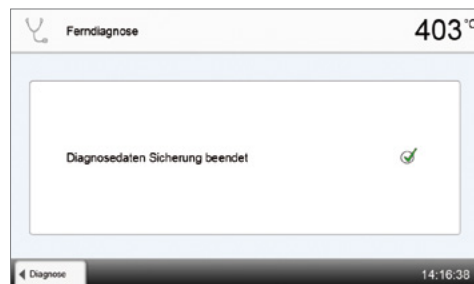 Ferndiagnose
403 °C
Diagnosedaten Sicherung beendet
Diagnose
14:16:38